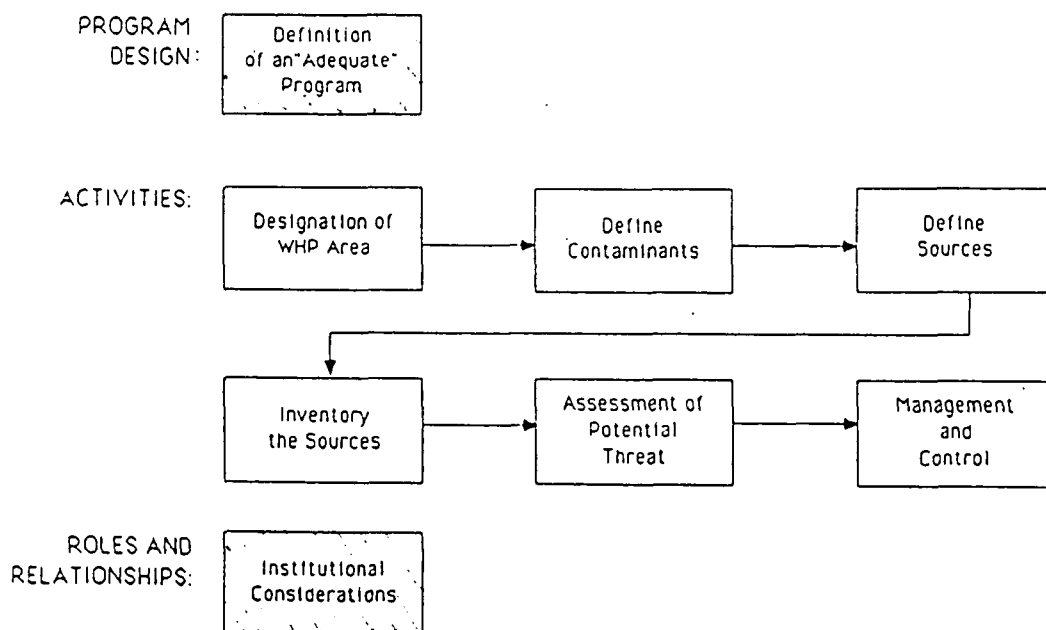 PROGRAM
DESIGN:
Definition
of an "Adequate"
Program
ACTIVITIES:
Designation of
WHP Area
Define
Contaminants
Define
Sources
Inventory
the Sources
Assessment of
Potential
Threat
Management
and
Control
ROLES AND
RELATIONSHIPS:
Institutional
Considerations